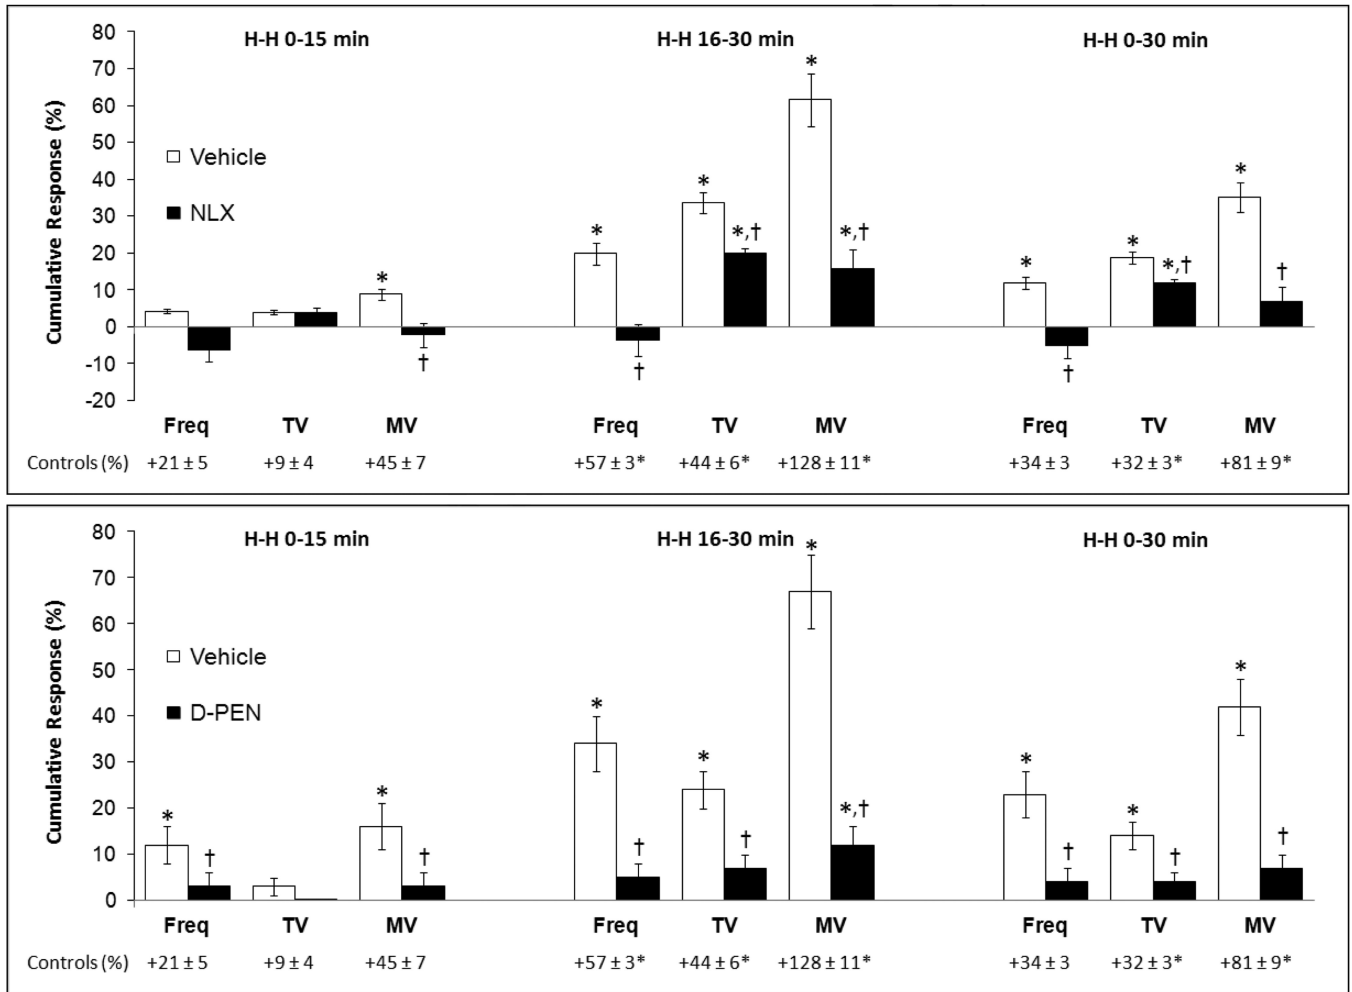 H-H 0-15 min H-H 16-30 min H-H 0-30 min
Cumulative Response (%)
80
70
60
50
40
30
20
10
0
-10
-20
Vehicle
NLX
* * * * *,† * *,† † † * * *,† * † †
Freq TV MV Freq TV MV Freq TV MV
Controls (%) +21 ± 5 +9 ± 4 +45 ± 7 +57 ± 3* +44 ± 6* +128 ± 11* +34 ± 3 +32 ± 3* +81 ± 9*
H-H 0-15 min H-H 16-30 min H-H 0-30 min
Cumulative Response (%)
80
70
60
50
40
30
20
10
0
Vehicle
D-PEN
* † * † * † * † * *,† * † * † * †
Freq TV MV Freq TV MV Freq TV MV
Controls (%) +21 ± 5 +9 ± 4 +45 ± 7 +57 ± 3* +44 ± 6* +128 ± 11* +34 ± 3 +32 ± 3* +81 ± 9*